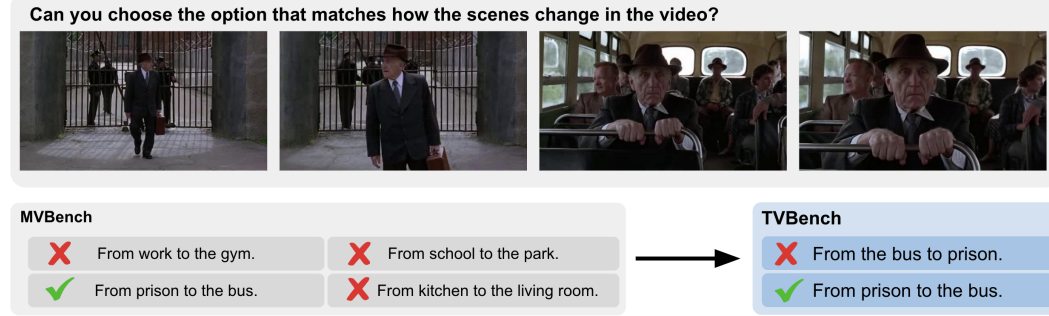 Can you choose the option that matches how the scenes change in the video?
MVBench
From work to the gym.
From school to the park.
From prison to the bus.
From kitchen to the living room.
TVBench
From the bus to prison.
From prison to the bus.